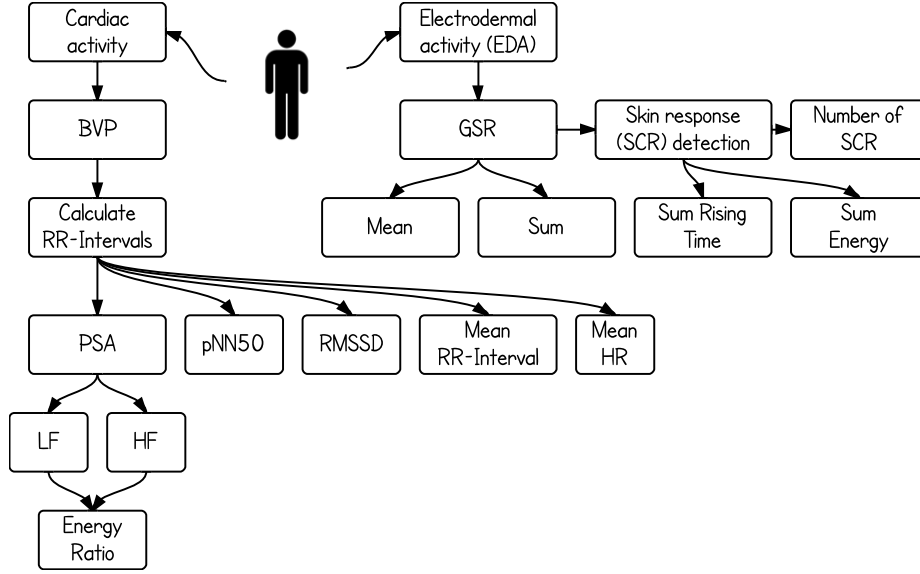 Cardiac
activity
Electrodermal
activity (EDA)
BVP
GSR
Skin response
(SCR) detection
Number of
SCR
Calculate
RR-Intervals
Mean
Sum
Sum Rising
Time
Sum
Energy
PSA
pNN50
RMSSD
Mean
RR-Interval
Mean
HR
LF
HF
Energy
Ratio